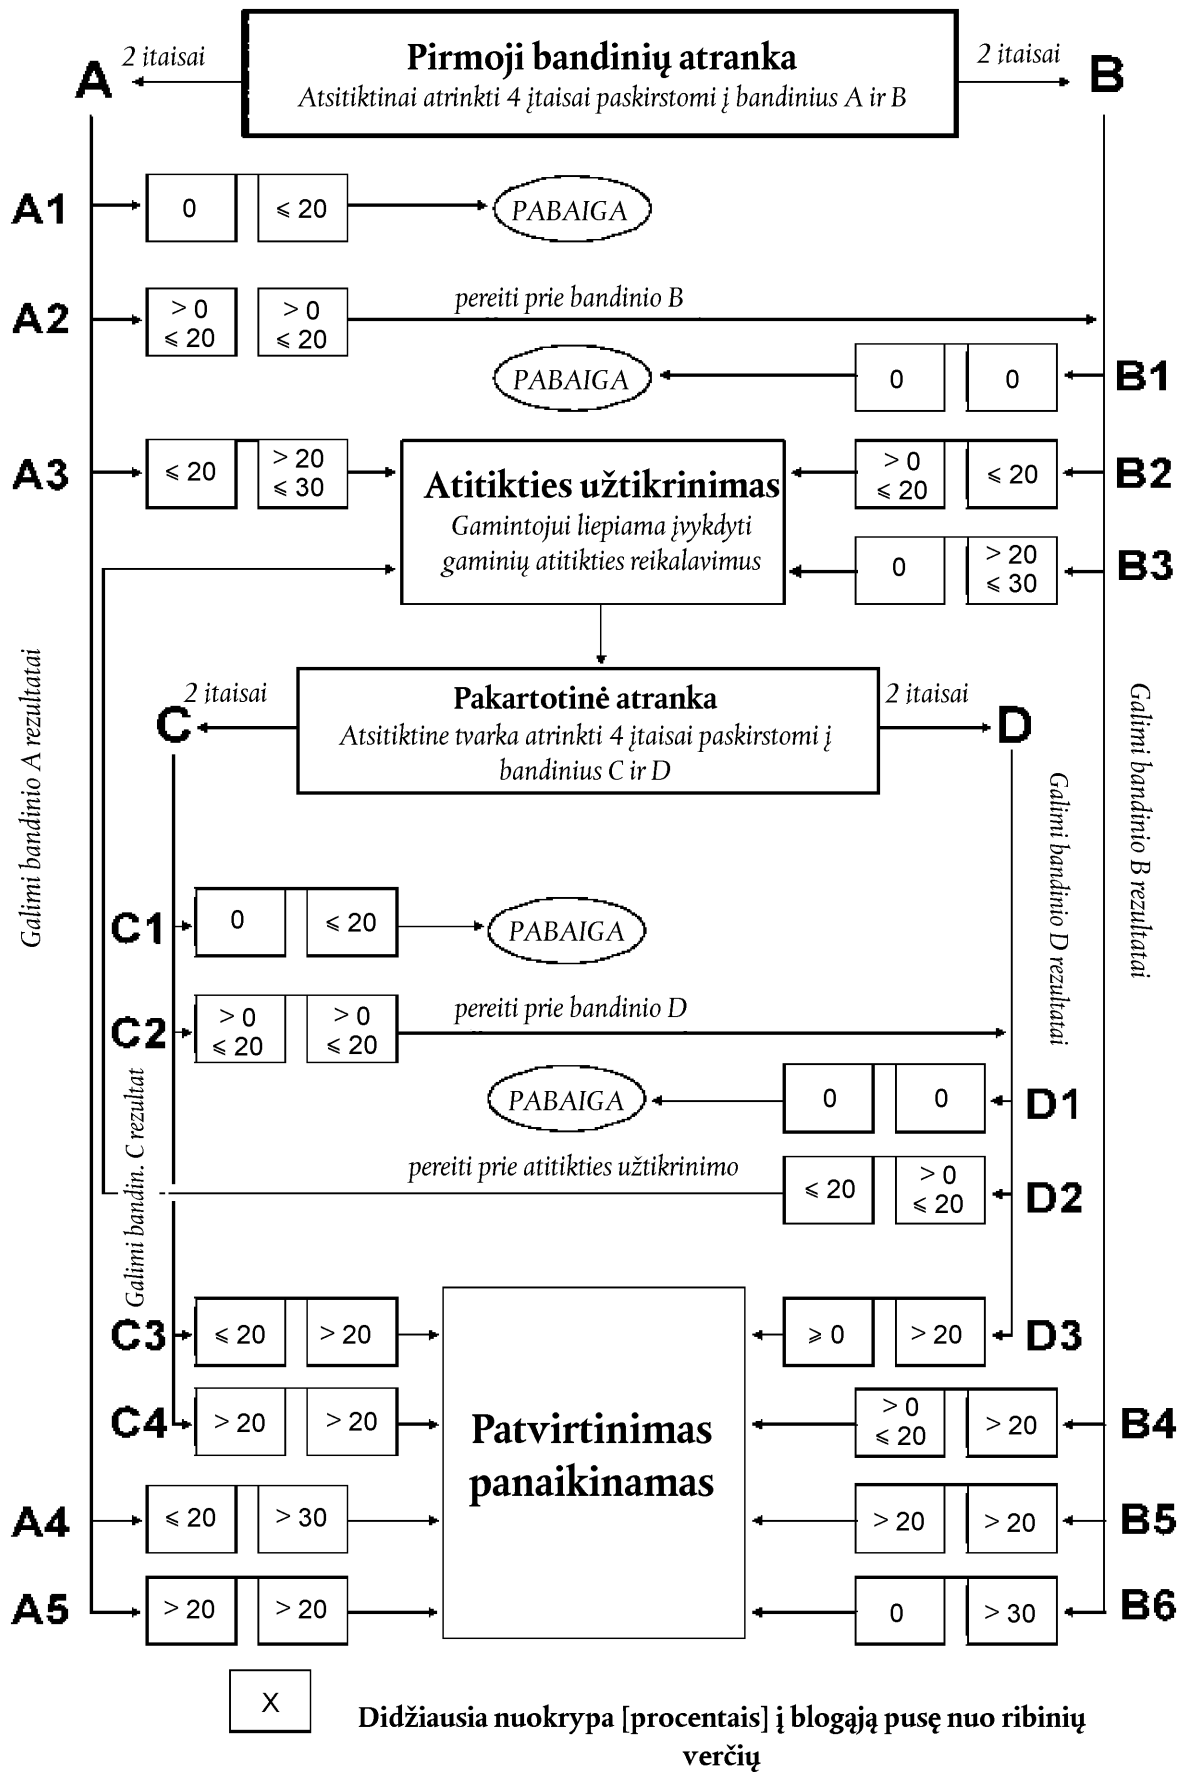 2 įtaisai
Pirmoji bandinių atranka
2 įtaisai
A
Atsitiktinai atrinkti 4 įtaisai paskirstomi į bandinius A ir B
B
A1
0
⩽ 20
PABAIGA
A2
> 0
⩽ 20
> 0
⩽ 20
pereiti prie bandinio B
PABAIGA
0
0
B1
A3
⩽ 20
> 20
⩽ 30
Atitikties užtikrinimas
Gamintojui liepiama įvykdyti
gaminių atitikties reikalavimus
> 0
⩽ 20
⩽ 20
B2
0
> 20
⩽ 30
B3
Galimi bandinio A rezultatai
Galimi bandinio B rezultatai
2 įtaisai
Pakartotinė atranka
2 įtaisai
C
Atsitiktine tvarka atrinkti 4 įtaisai paskirstomi į
bandinius C ir D
D
Galimi bandinio D rezultatai
C1
0
⩽ 20
PABAIGA
C2
> 0
⩽ 20
> 0
⩽ 20
pereiti prie bandinio D
Galimi bandin. C rezultat
PABAIGA
0
0
D1
pereiti prie atitikties užtikrinimo
⩽ 20
> 0
⩽ 20
D2
C3
⩽ 20
> 20
Patvirtinimas
panaikinamas
⩾ 0
> 20
D3
C4
> 20
> 20
> 0
⩽ 20
> 20
B4
A4
⩽ 20
> 30
> 20
> 20
B5
A5
> 20
> 20
0
> 30
B6
X
Didžiausia nuokrypa [procentais] į blogąją pusę nuo ribinių
verčių